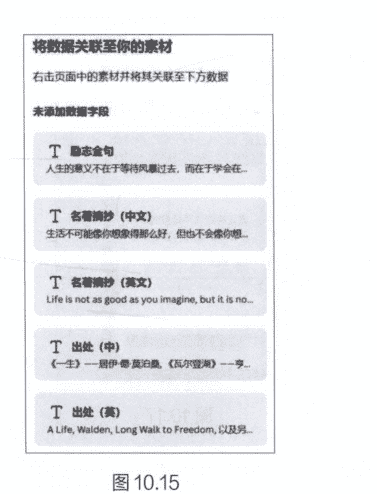 将数据关联至你的素材
右击页面中的素材并将其关联至下方数据
未添加数据字段
T 励志金句
人生的意义不在于等待风暴过去，而在于学会在...
T 名著摘抄（中文）
生活不可能像你想象得那么好，但也不会像你想...
T 名著摘抄（英文）
Life is not as good as you imagine, but it is no...
T 出处（中）
《一生》——居伊·德·莫泊桑, 《瓦尔登湖》——亨...
T 出处（英）
A Life, Walden, Long Walk to Freedom, 以及另...
图10.15